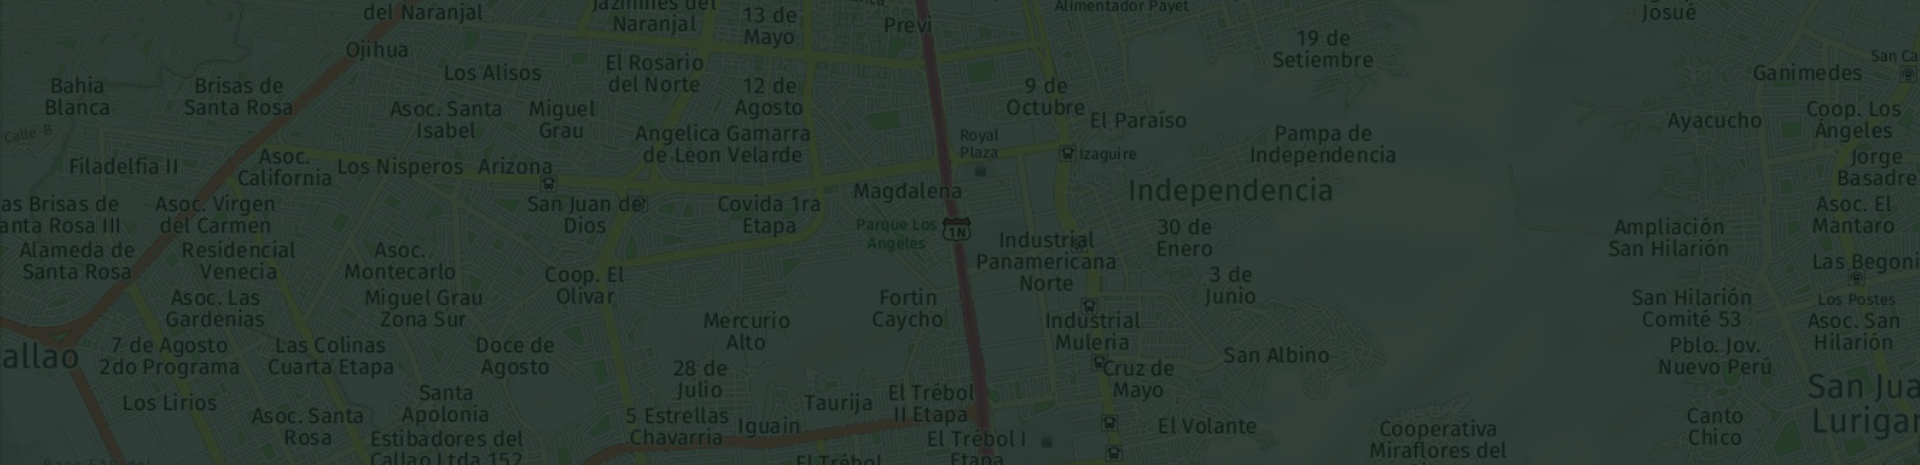 del Naranjal
Jazmines del
Naranjal
13 de
Mayo
Previ
Alimentador Payet
Josué
Ojihua
19 de
Setiembre
San Ca
Bahia
Blanca
Brisas de
Santa Rosa
Los Alisos
El Rosario
del Norte
12 de
Agosto
9 de
Octubre
Ganimedes
Asoc. Santa
Isabel
Miguel
Grau
El Paraíso
Ayacucho
Coop. Los
Ángeles
Calle B
Angelica Gamarra
de Leon Velarde
Royal
Plaza
Izaguire
Pampa de
Independencia
Filadelfia II
Asoc.
California
Los Nisperos
Arizona
Jorge
Basadre
Magdalena
Independencia
as Brisas de
anta Rosa III
Asoc. Virgen
del Carmen
San Juan de
Dios
Covida 1ra
Etapa
Parque Los
Angeles
1N
30 de
Enero
Ampliación
San Hilarión
Asoc. El
Mantaro
Alameda de
Santa Rosa
Residencial
Venecia
Asoc.
Montecarlo
Industrial
Panamericana
Norte
Las Begoni
Coop. El
Olivar
3 de
Junio
Asoc. Las
Gardenias
Miguel Grau
Zona Sur
Fortin
Caycho
San Hilarión
Comité 53
Los Postes
Asoc. San
Hilarión
Mercurio
Alto
Industrial
Muleria
allao
7 de Agosto
2do Programa
Las Colinas
Cuarta Etapa
Doce de
Agosto
San Albino
Pblo. Jov.
Nuevo Perú
28 de
Julio
Cruz de
Mayo
San Jua
Lurigan
Los Lirios
Santa
Apolonia
Taurija
El Trébol
II Etapa
Asoc. Santa
Rosa
5 Estrellas
Chavarria
Iguain
El Volante
Cooperativa
Miraflores del
Canto
Chico
Estibadores del
Callao Ltda 152
El Trébol I
Etapa
El Trébol